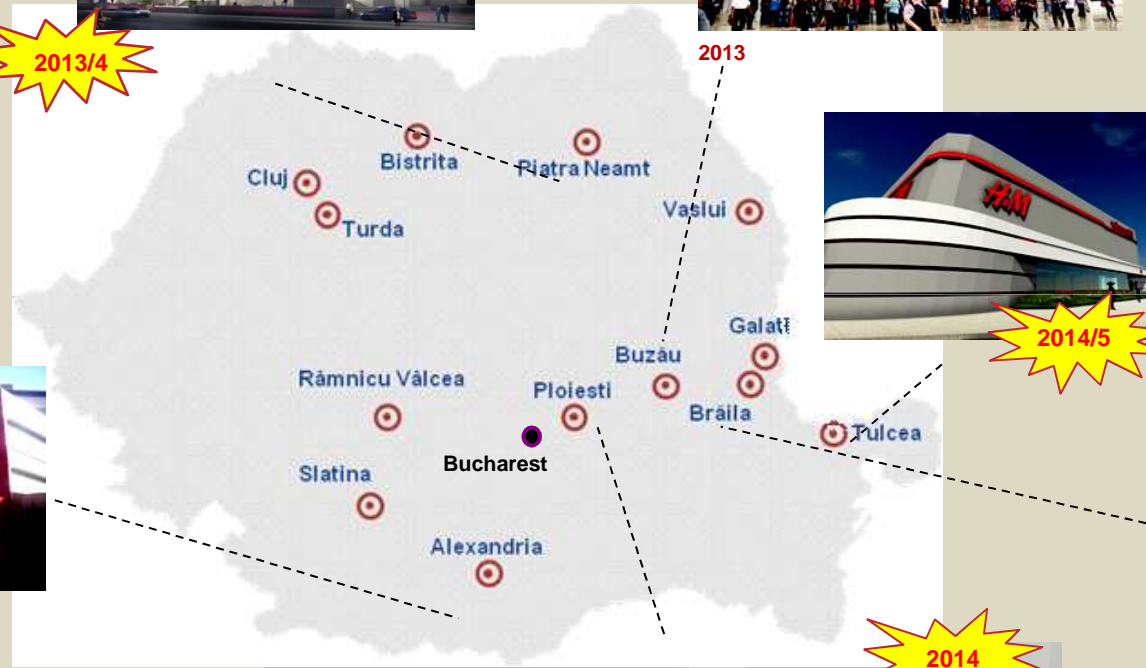 2013/4
2013
Bistrita
Piatra Neamt
Cluj
Turda
Vaslui
H&M
2014/5
Galati
Buzău
Râmnicu Vâlcea
Ploiesti
Brăila
Tulcea
Bucharest
Slatina
Alexandria
2014